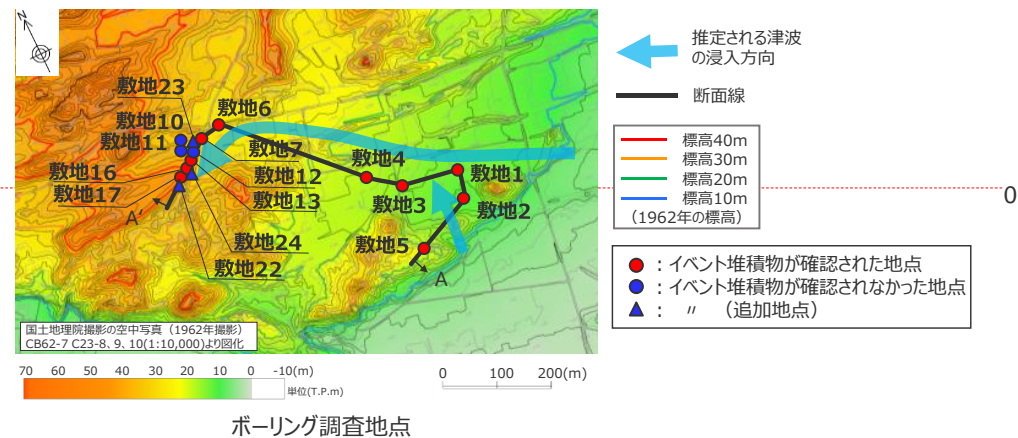 N
敷地23
敷地6
敷地10
敷地11
敷地7
敷地4
敷地1
敷地16
敷地12
敷地17
敷地3
敷地13
敷地2
A'
敷地24
敷地5
敷地22
A
国土地理院撮影の空中写真（1962年撮影）
CB62-7 C23-8、9、10(1:10,000)より図化
70 60 50 40 30 20 10 0 -10(m)
単位(T.P.m)
0 100 200(m)
ボーリング調査地点
推定される津波
の浸入方向
断面線
標高40m
標高30m
標高20m
標高10m
（1962年の標高）
0
：イベント堆積物が確認された地点
：イベント堆積物が確認されなかった地点
： 〃 （追加地点）